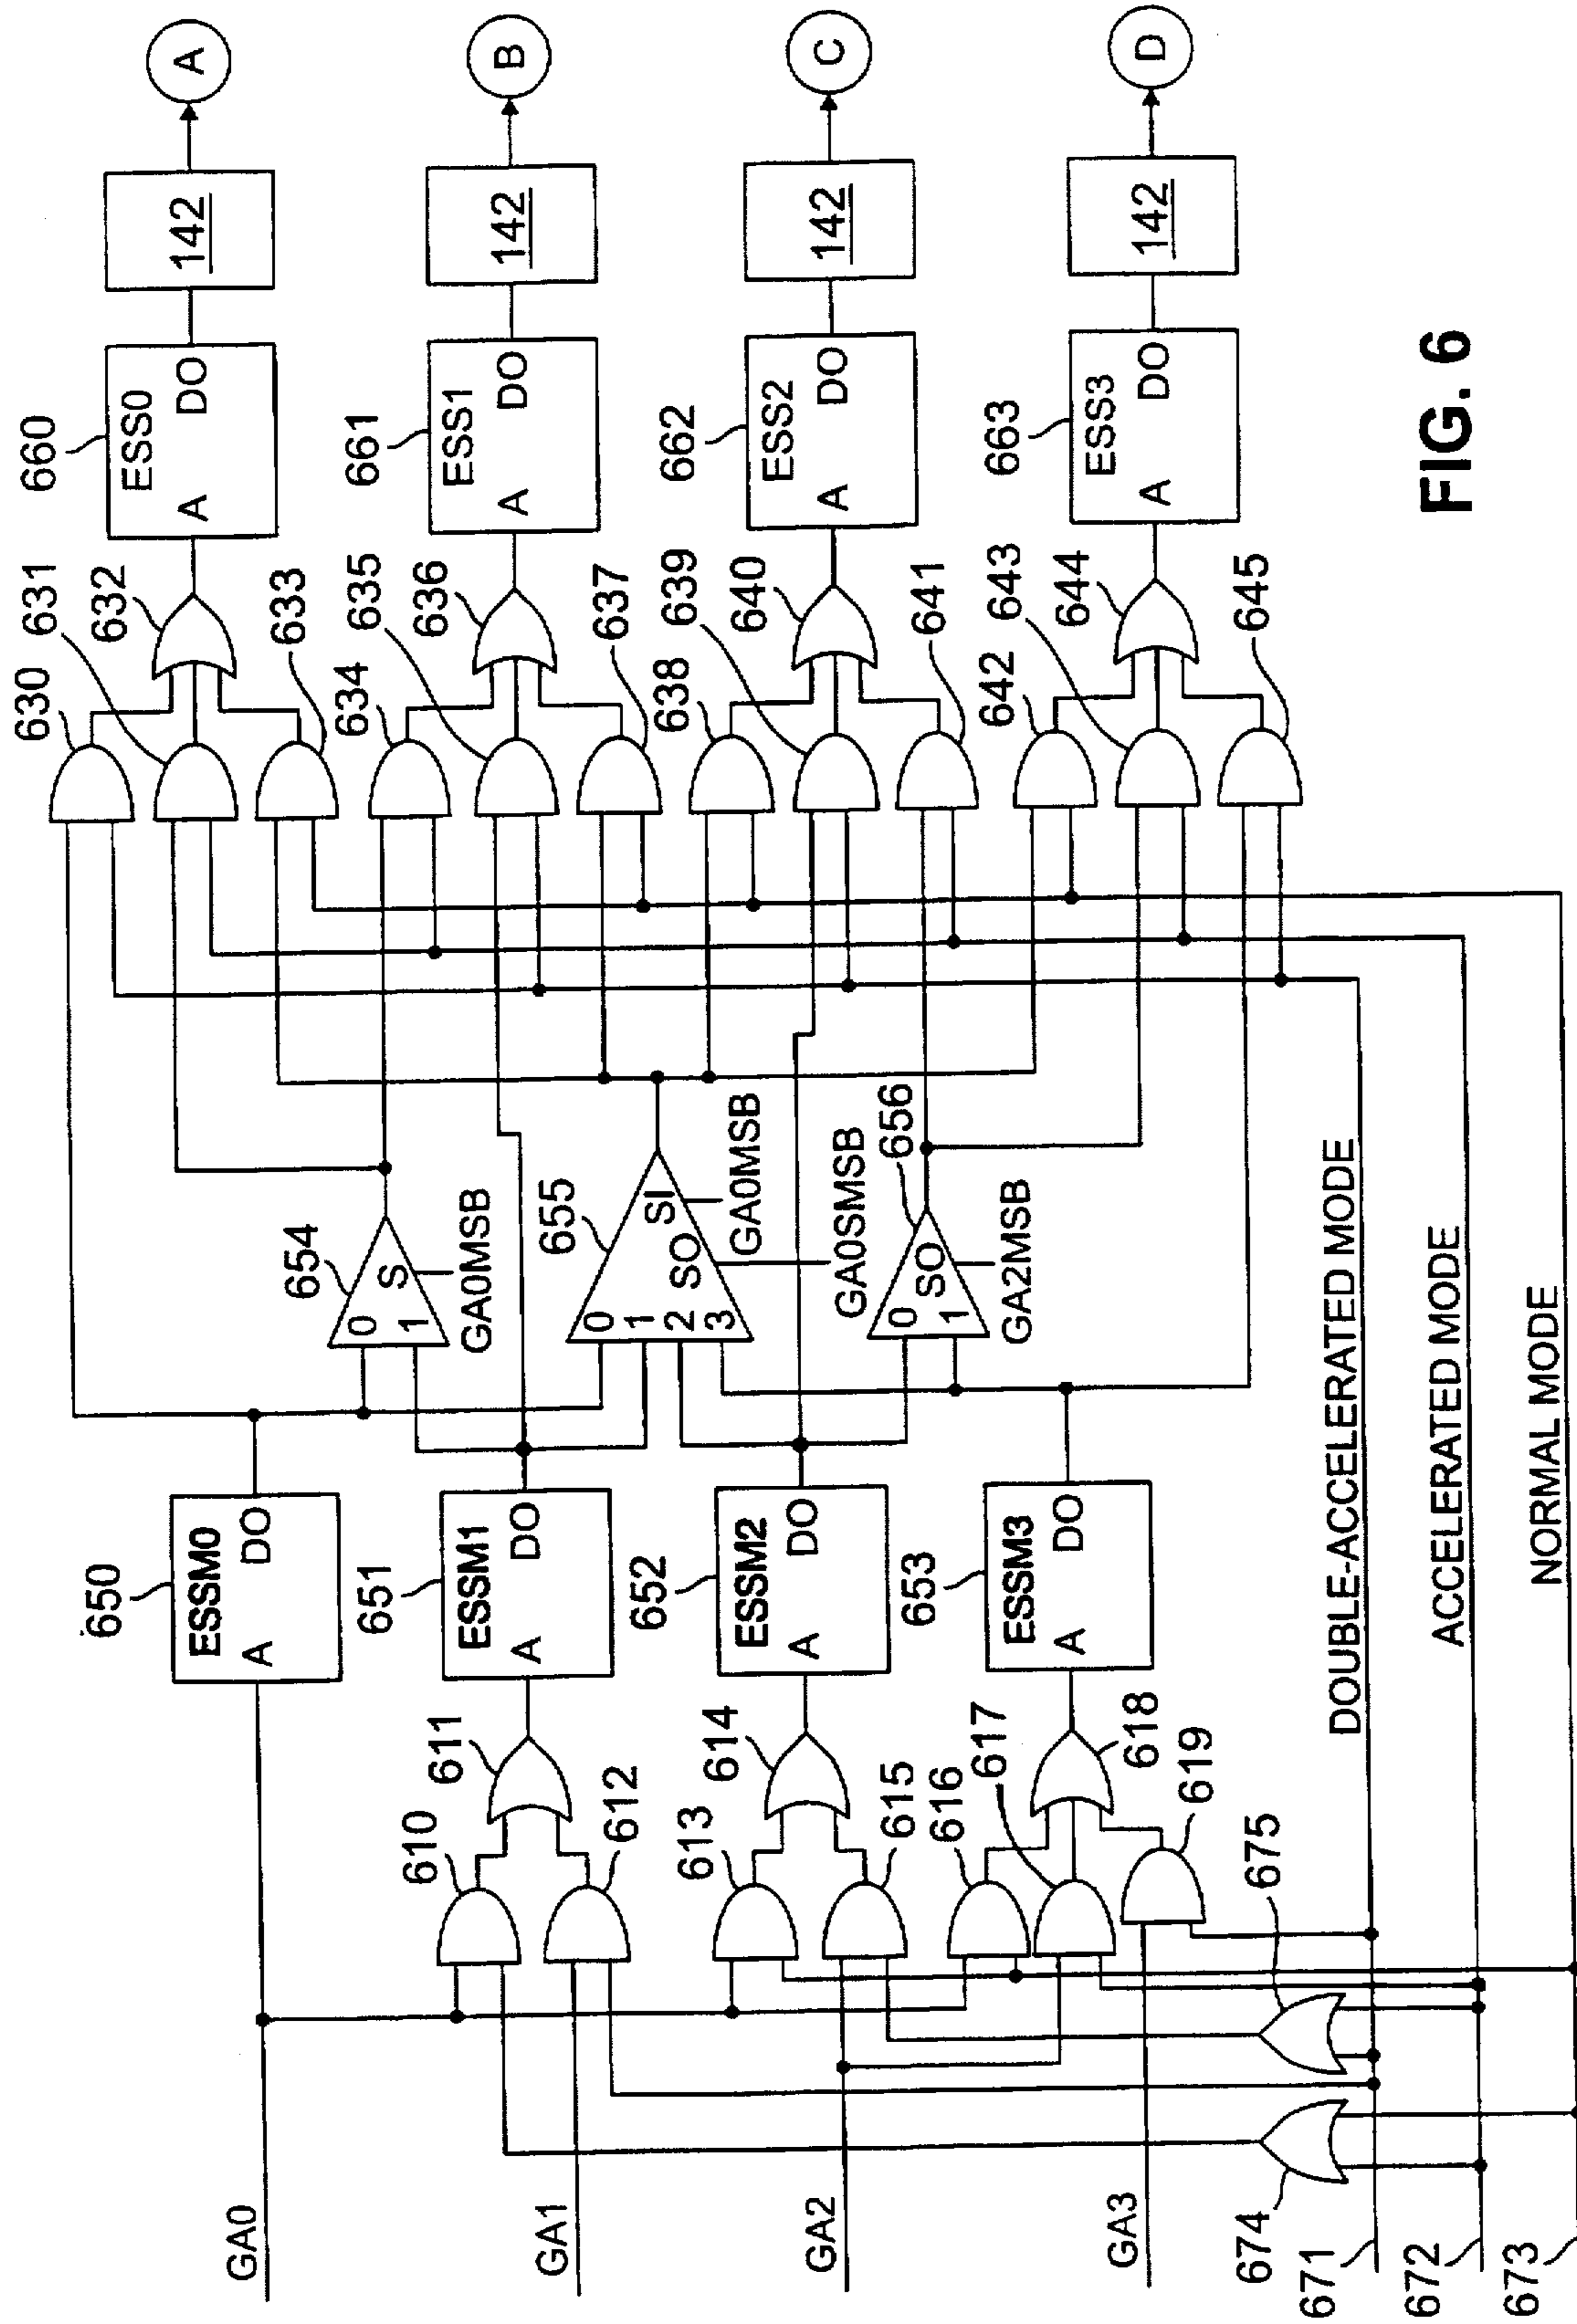 A
B
C
D
142
142
142
142
660
ESS0
A DO
661
ESS1
A DO
662
ESS2
A DO
663
ESS3
A DO
630
631
632
633
634
635
636
637
638
639
640
641
642
643
644
645
654
0
1
S
GA0MSB
655
0
1
2
3
SO
SI
GA0MSB
GA0SMSB
656
0
1
SO
GA2MSB
650
ESSM0
A DO
651
ESSM1
A DO
652
ESSM2
A DO
653
ESSM3
A DO
610
611
612
613
614
615
616
617
618
619
675
674
GA0
GA1
GA2
GA3
671
672
673
DOUBLE-ACCELERATED MODE
ACCELERATED MODE
NORMAL MODE
FIG. 6